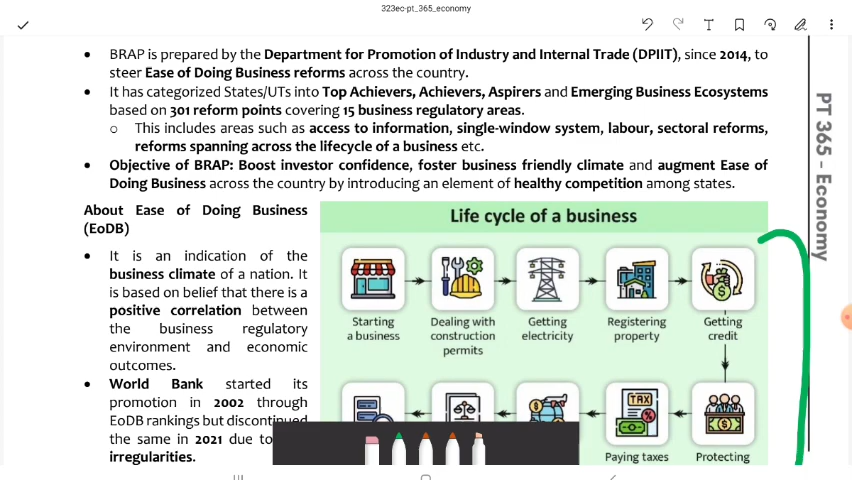 323ec-pt_365_economy
• BRAP is prepared by the Department for Promotion of Industry and Internal Trade (DPIIT), since 2014, to
steer Ease of Doing Business reforms across the country.
• It has categorized States/UTs into Top Achievers, Achievers, Aspirers and Emerging Business Ecosystems
based on 301 reform points covering 15 business regulatory areas.
o This includes areas such as access to information, single-window system, labour, sectoral reforms,
reforms spanning across the lifecycle of a business etc.
• Objective of BRAP: Boost investor confidence, foster business friendly climate and augment Ease of
Doing Business across the country by introducing an element of healthy competition among states.
PT 365 - Economy
About Ease of Doing Business
(EoDB)
• It is an indication of the
business climate of a nation. It
is based on belief that there is a
positive correlation between
the business regulatory
environment and economic
outcomes.
• World Bank started its
promotion in 2002 through
EoDB rankings but discontinued
the same in 2021 due to
irregularities.
Life cycle of a business
Starting
a business
Dealing with
construction
permits
Getting
electricity
Registering
property
Getting
credit
TAX
Paying taxes
Protecting